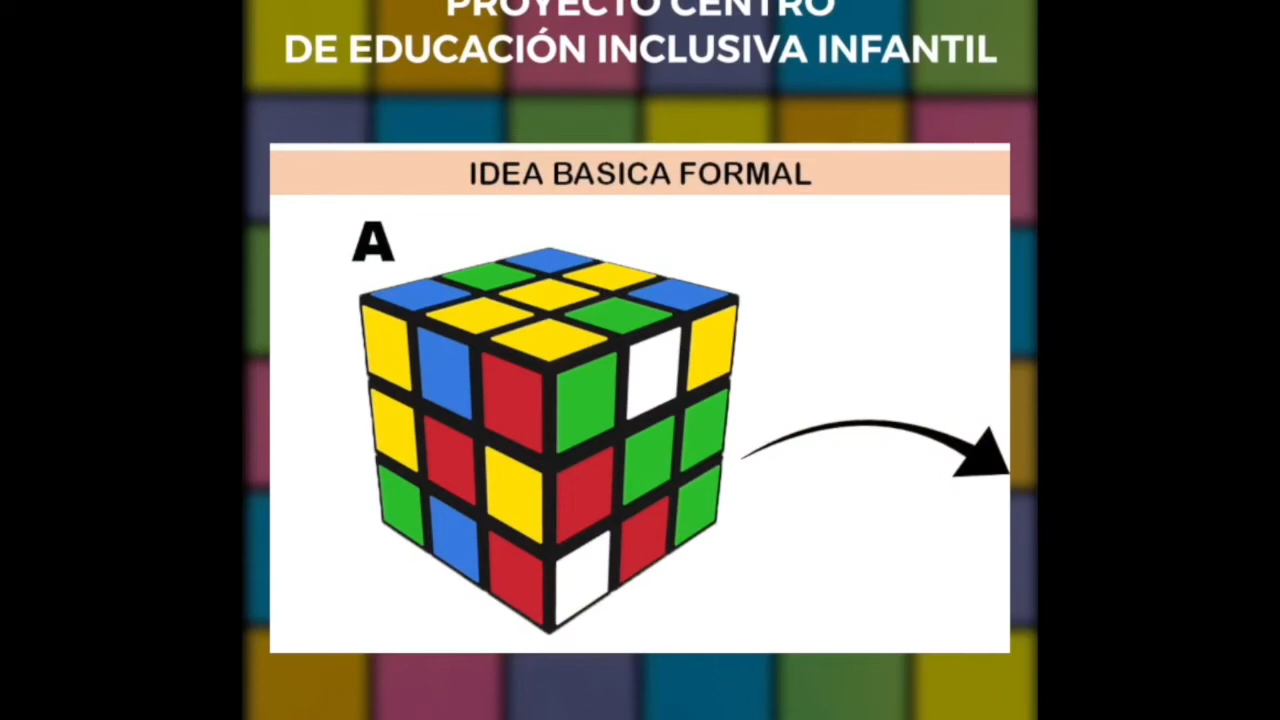 PROYECTO CENTRO
DE EDUCACIÓN INCLUSIVA INFANTIL
IDEA BASICA FORMAL
A